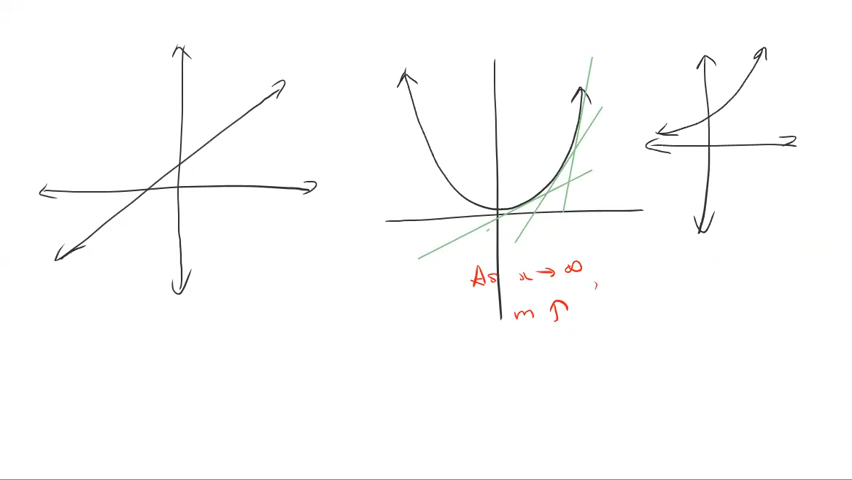 As x → ∞,
m ↑